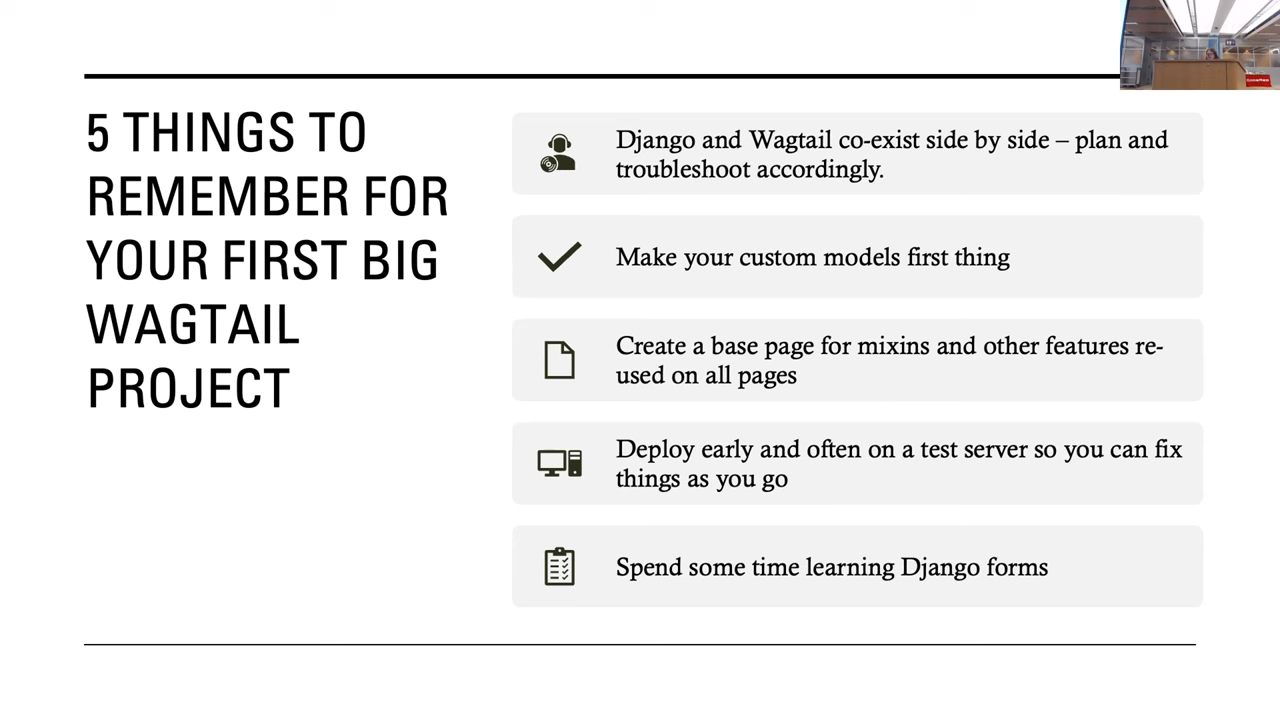 5 THINGS TO
REMEMBER FOR
YOUR FIRST BIG
WAGTAIL
PROJECT
Django and Wagtail co-exist side by side – plan and
troubleshoot accordingly.
Make your custom models first thing
Create a base page for mixins and other features re-
used on all pages
Deploy early and often on a test server so you can fix
things as you go
Spend some time learning Django forms